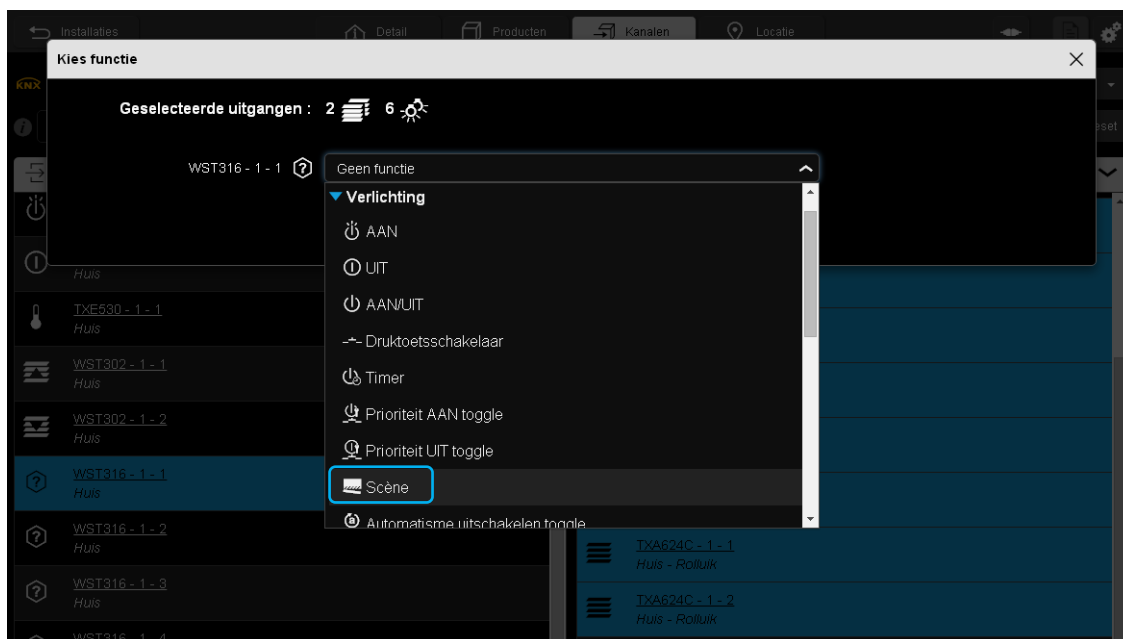 Installaties Detail Producten Kanalen Locatie
Kies functie
KNX
Geselecteerde uitgangen : 2 6
WST316 - 1 - 1 Geen functie
Verlichting
AAN
UIT
AAN/UIT
Druktoetsschakelaar
Timer
Prioriteit AAN toggle
Prioriteit UIT toggle
Scène
Automatisme uitschakelen toggle
Huis
TXE530 - 1 - 1
Huis
WST302 - 1 - 1
Huis
WST302 - 1 - 2
Huis
WST316 - 1 - 1
Huis
WST316 - 1 - 2
Huis
WST316 - 1 - 3
Huis
WST316 - 1 - 4
TXA624C - 1 - 1
Huis - Rolluik
TXA624C - 1 - 2
Huis - Rolluik